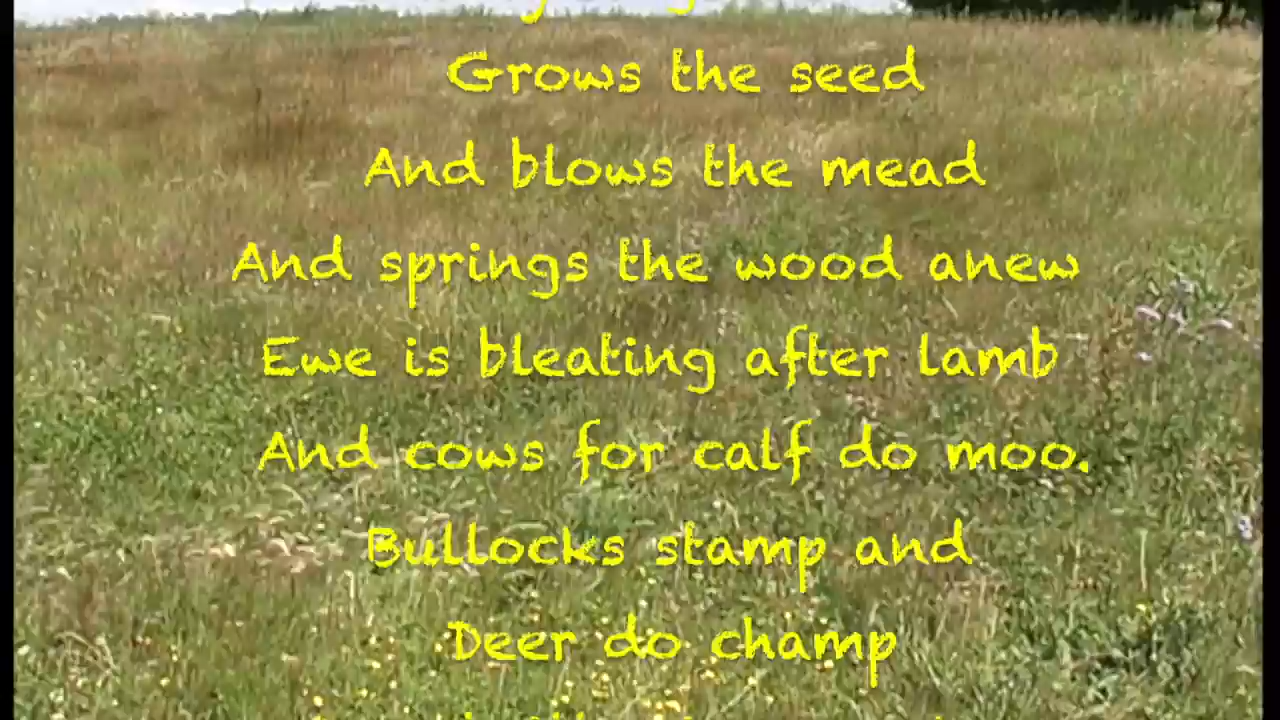 Grows the seed
And blows the mead
And springs the wood anew
Ewe is bleating after lamb
And cows for calf do moo.
Bullocks stamp and
Deer do champ